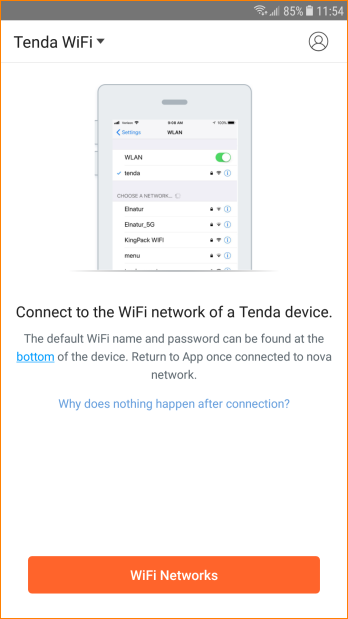 85% 11:54
Tenda WiFi
Verizon 9:08 AM 100%
Settings WLAN
WLAN
tenda
CHOOSE A NETWORK...
Elnatur
Elnatur_5G
KingPack WIFI
menu
Connect to the WiFi network of a Tenda device.
The default WiFi name and password can be found at the
bottom of the device. Return to App once connected to nova
network.
Why does nothing happen after connection?
WiFi Networks